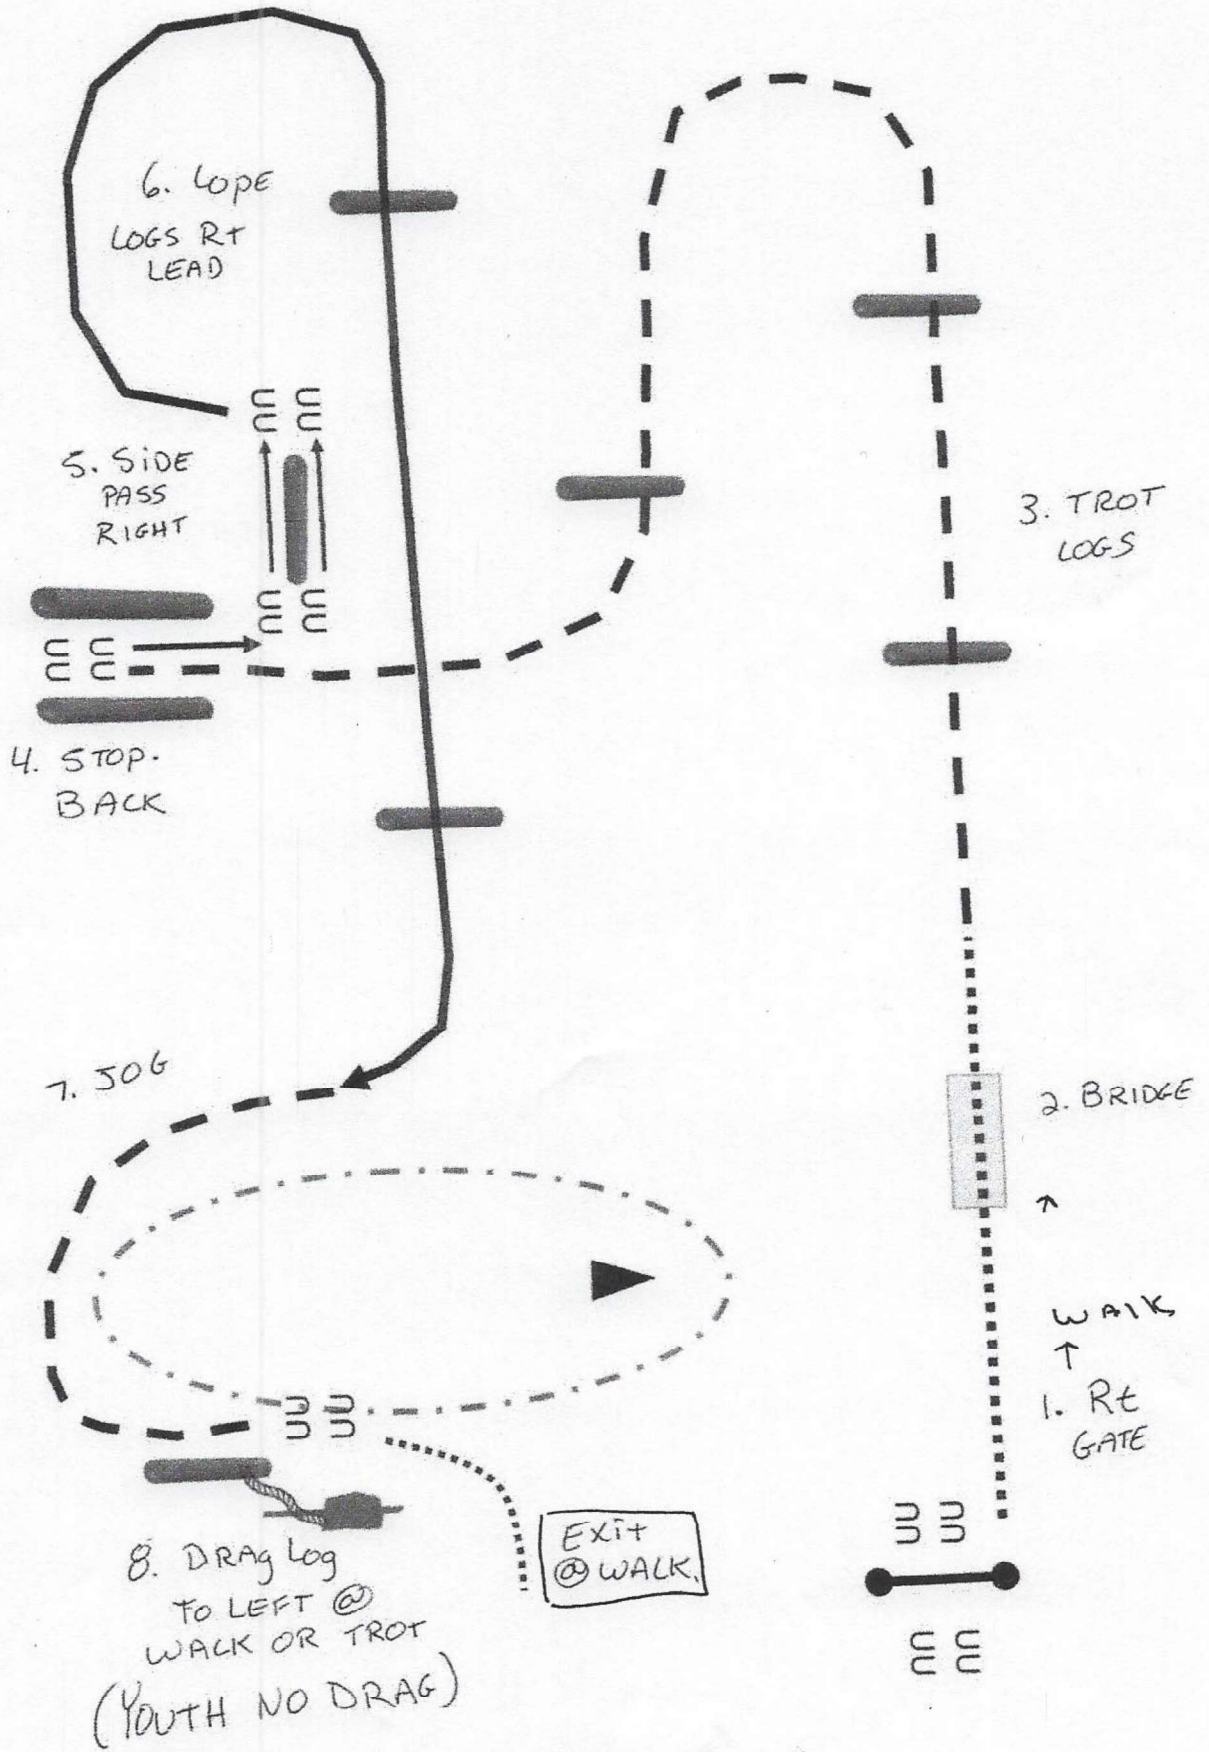 6. Lope
LOGS Rt
LEAD
5. SiDE
PASS
RIGHT
3. TROT
LOGS
4. STOP.
BACK
7. JOG
2. BRIDGE
WAlK
↑
1. Rt
GATE
8. DRAg Log
To LEFT @
WALK OR TROT
(YOUTH NO DRAG)
EXit
@ WALK.